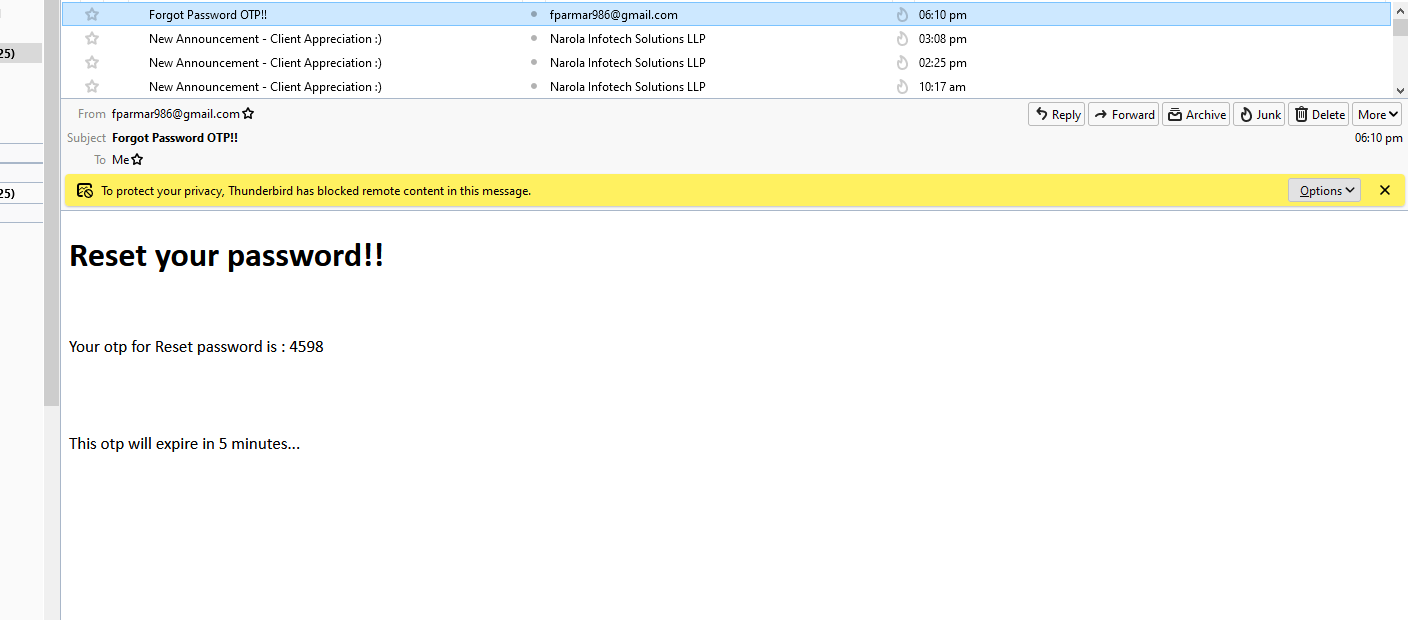 Forgot Password OTP!! fparmar986@gmail.com 06:10 pm
25) New Announcement - Client Appreciation :) Narola Infotech Solutions LLP 03:08 pm
New Announcement - Client Appreciation :) Narola Infotech Solutions LLP 02:25 pm
New Announcement - Client Appreciation :) Narola Infotech Solutions LLP 10:17 am
From fparmar986@gmail.com Reply Forward Archive Junk Delete More
Subject Forgot Password OTP!! 06:10 pm
To Me
25) To protect your privacy, Thunderbird has blocked remote content in this message. Options
Reset your password!!
Your otp for Reset password is : 4598
This otp will expire in 5 minutes...